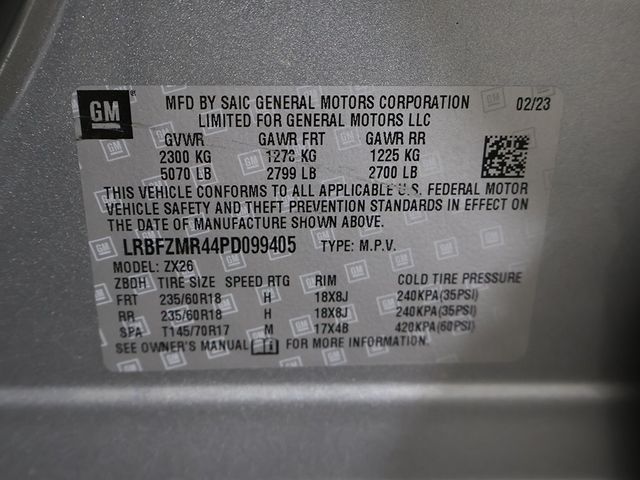 GM
MFD BY SAIC GENERAL MOTORS CORPORATION 02/23
LIMITED FOR GENERAL MOTORS LLC
GVWR GAWR FRT GAWR RR
2300 KG 1270 KG 1225 KG
5070 LB 2799 LB 2700 LB
THIS VEHICLE CONFORMS TO ALL APPLICABLE U.S. FEDERAL MOTOR
VEHICLE SAFETY AND THEFT PREVENTION STANDARDS IN EFFECT ON
THE DATE OF MANUFACTURE SHOWN ABOVE.
LRBFZMR44PD099405 TYPE: M.P.V.
MODEL: ZX26
ZBDH TIRE SIZE SPEED RTG RIM COLD TIRE PRESSURE
FRT 235/60R18 H 18X8J 240KPA(35PSI)
RR 235/60R18 H 18X8J 240KPA(35PSI)
SPA T145/70R17 M 17X4B 420KPA(60PSI)
SEE OWNER'S MANUAL FOR MORE INFORMATION.